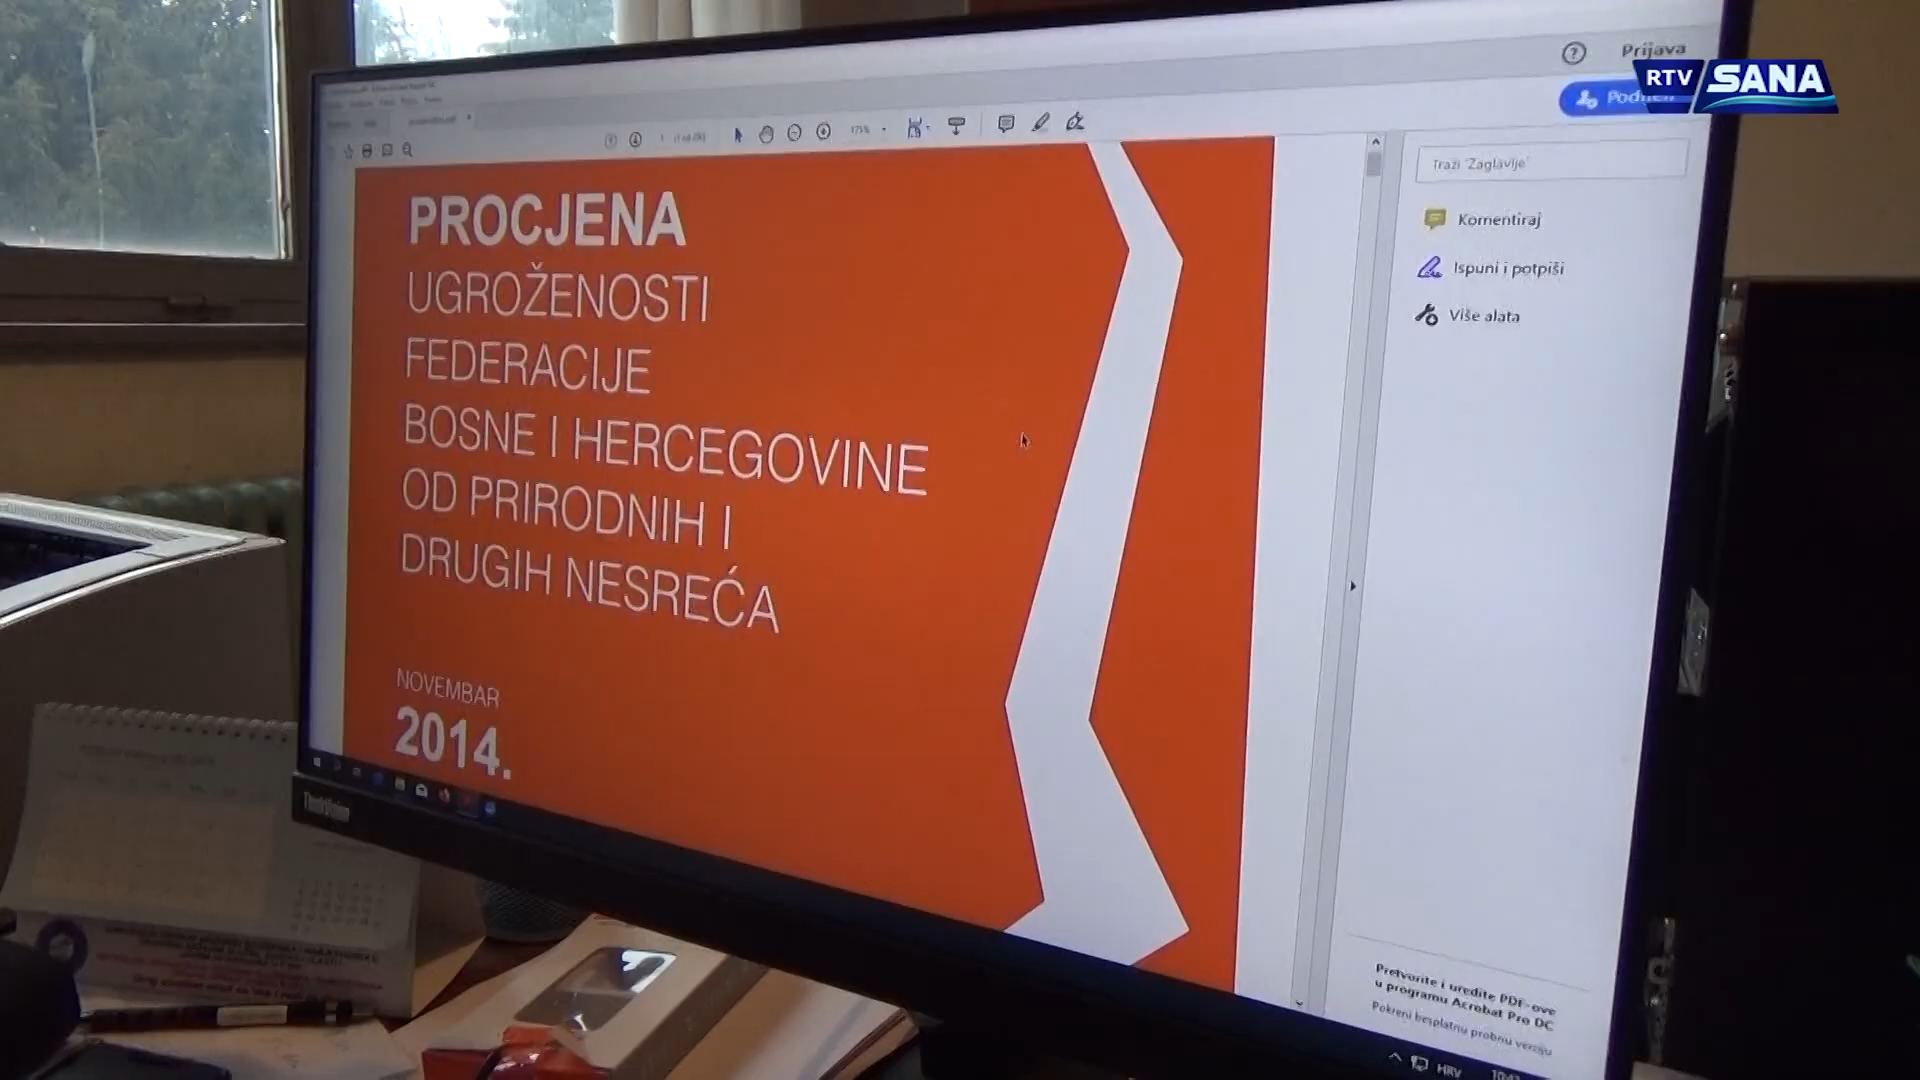 Prijava
RTV SANA
Traži 'Zaglavlje'
Komentiraj
Ispuni i potpiši
Više alata
PROCJENA
UGROŽENOSTI
FEDERACIJE
BOSNE I HERCEGOVINE
OD PRIRODNIH I
DRUGIH NESREĆA
NOVEMBAR
2014.
Pretvorite i uredite PDF-ove
u programu Acrobat Pro DC
Pokreni besplatnu probnu verziju
HRV
ThinkVision